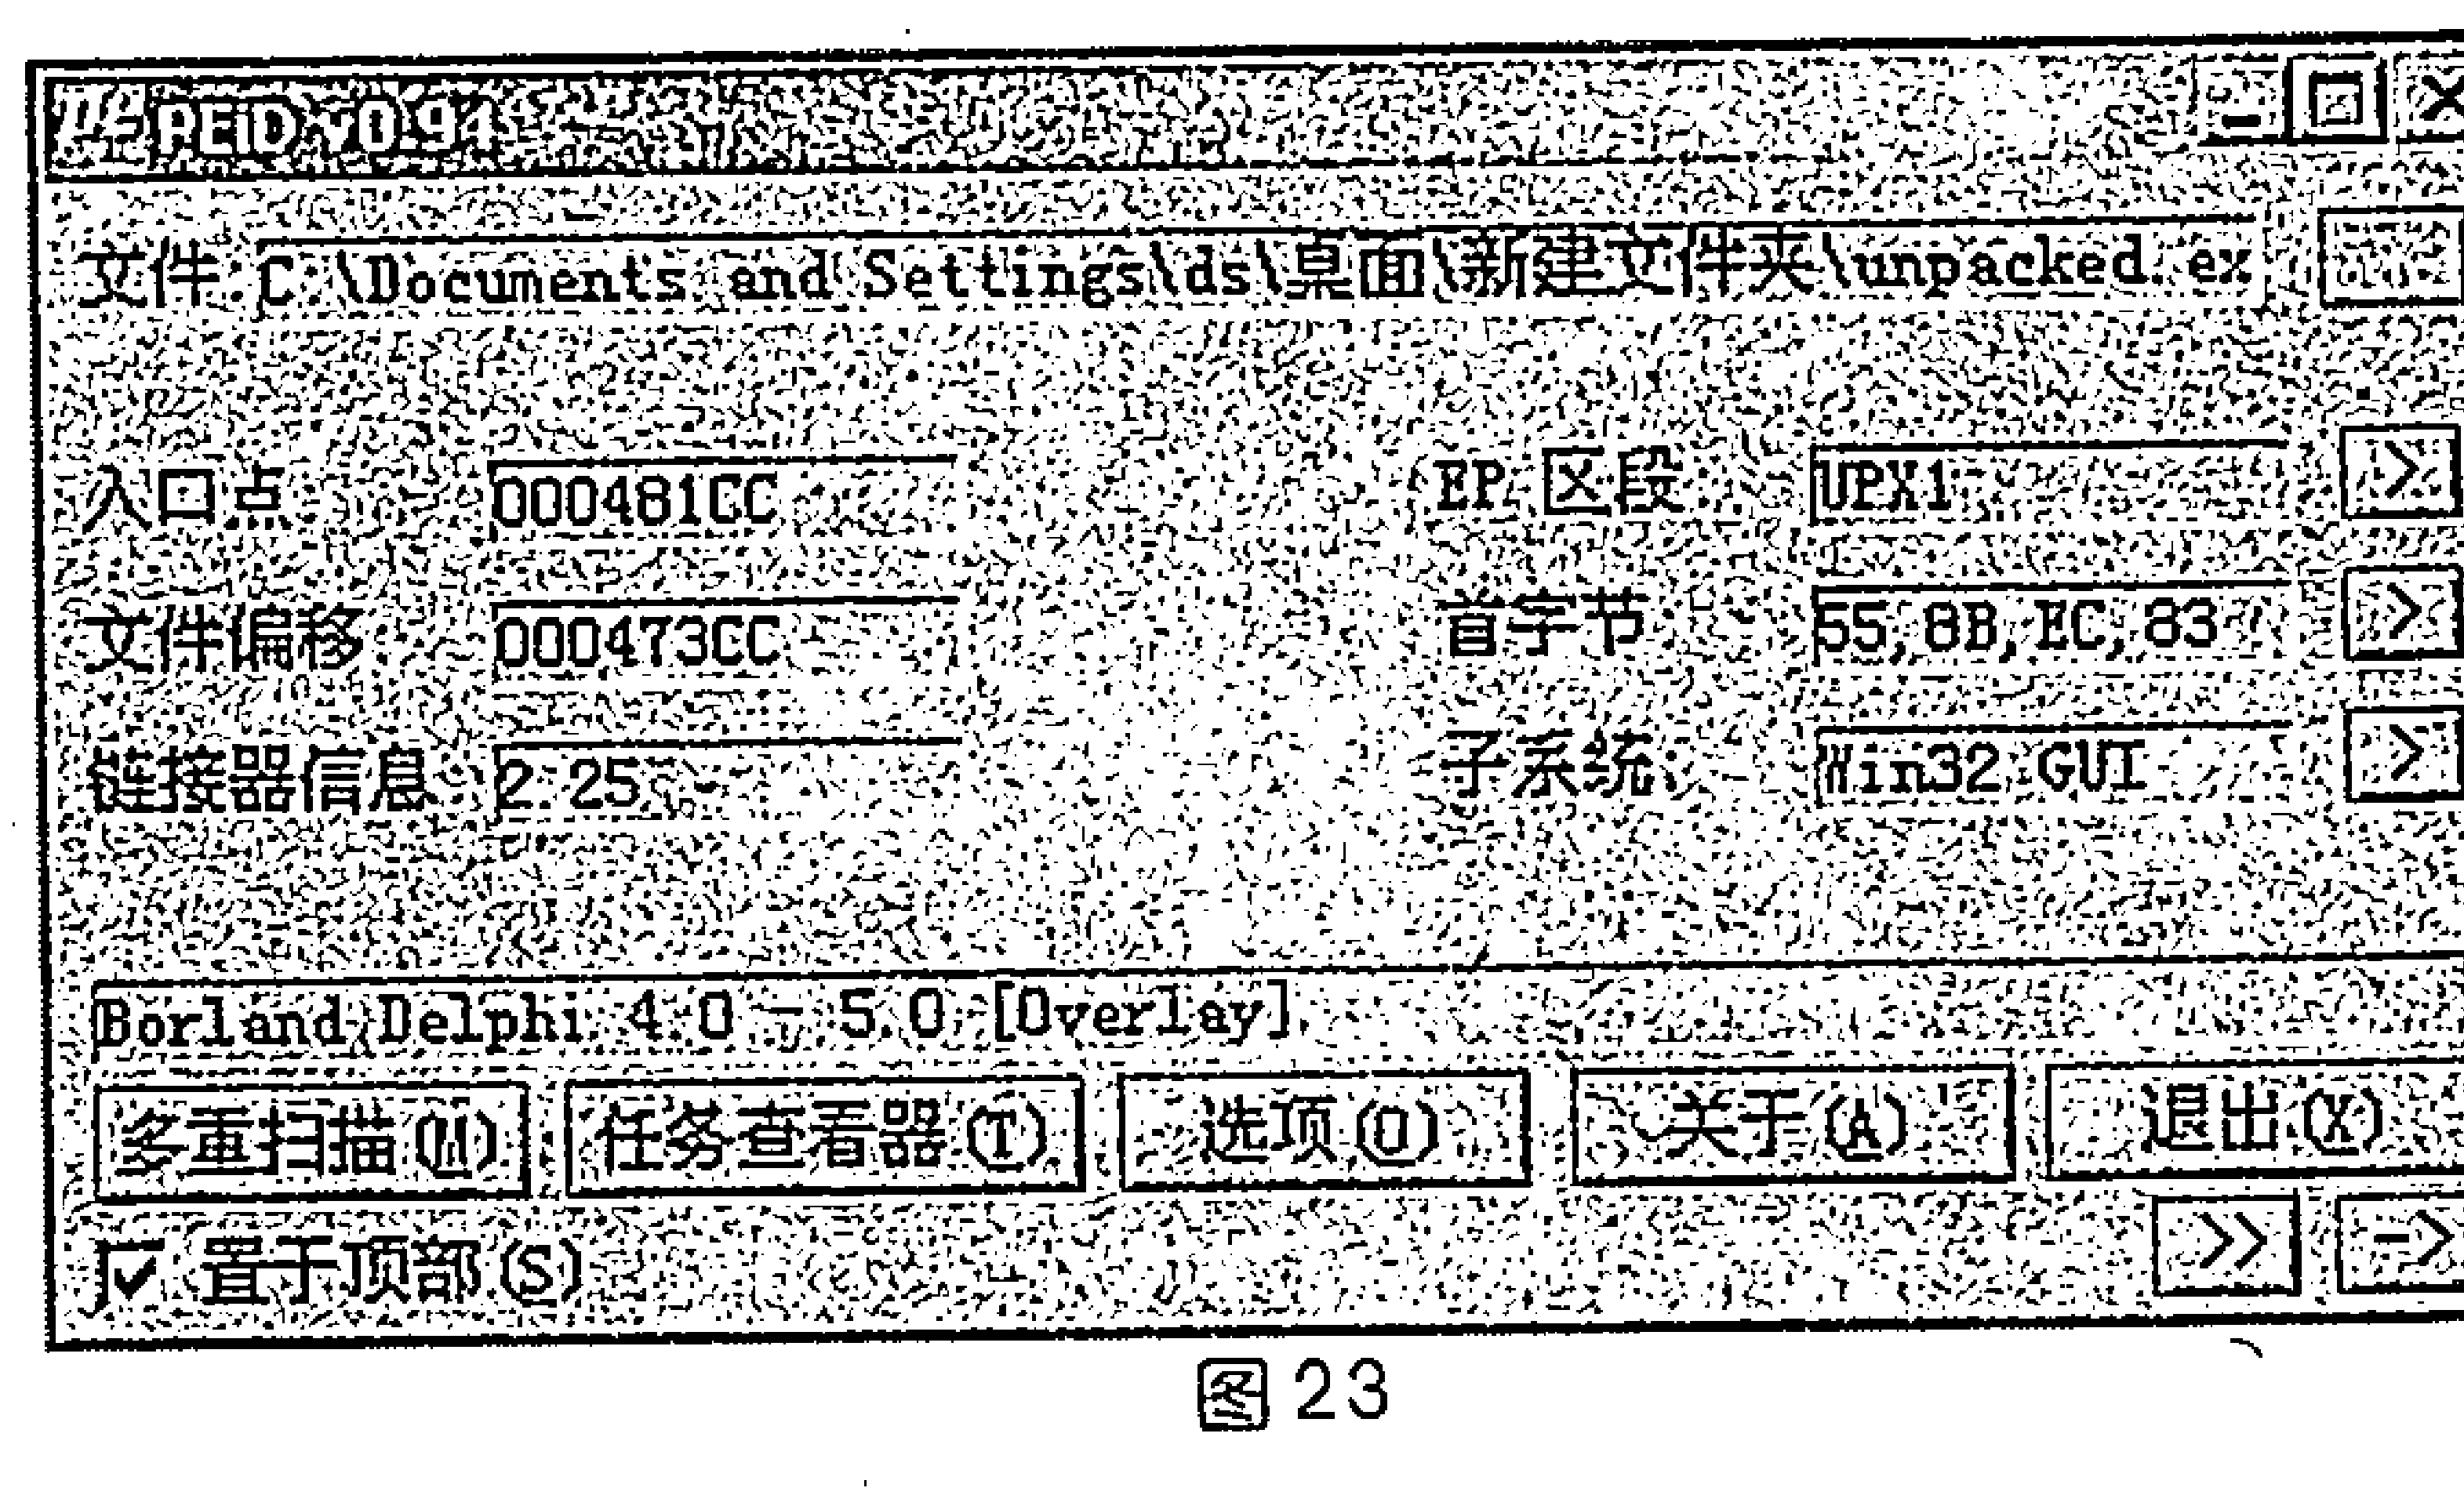 PEiD v0.94
文件 C:\Documents and Settings\ds\桌面\新建文件夹\unpacked.ex
入口点 000481CC EP 区段 UPX1 >
文件偏移 000473CC 首字节 55,8B,EC,83 >
链接器信息 2.25 子系统 Win32 GUI >
Borland Delphi 4.0 - 5.0 [Overlay]
多重扫描(M) 任务查看器(T) 选项(O) 关于(A) 退出(X)
置于顶部(S) >> ->
图23